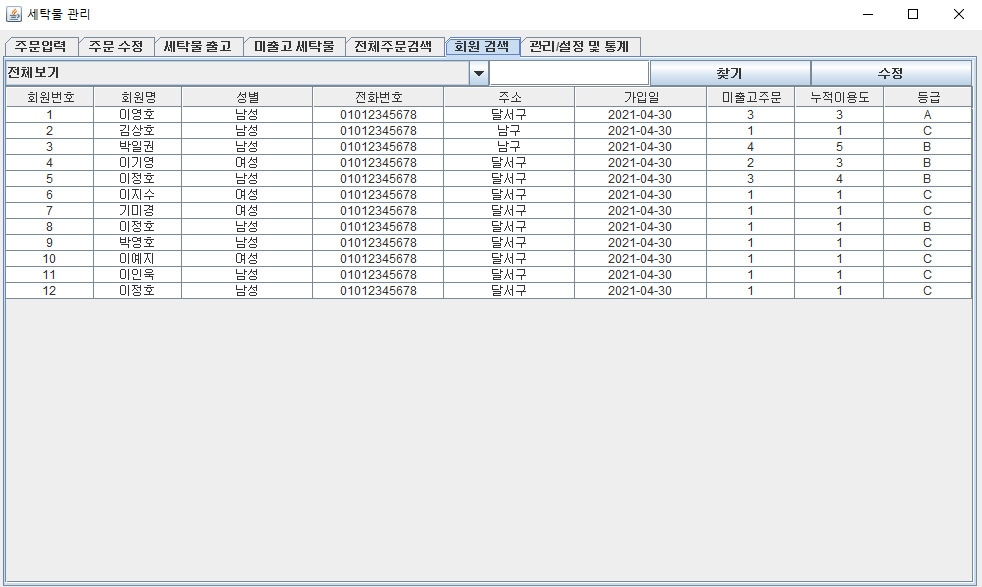 세탁물 관리
주문입력 주문 수정 세탁물 출고 미출고 세탁물 전체주문검색 회원 검색 관리/설정 및 통계
전체보기 찾기 수정
회원번호 회원명 성별 전화번호 주소 가입일 미출고주문 누적이용도 등급
1 이영호 남성 01012345678 달서구 2021-04-30 3 3 A
2 김상호 남성 01012345678 남구 2021-04-30 1 1 C
3 박일권 남성 01012345678 남구 2021-04-30 4 5 B
4 이기영 여성 01012345678 달서구 2021-04-30 2 3 B
5 이정호 남성 01012345678 달서구 2021-04-30 3 4 B
6 이지수 여성 01012345678 달서구 2021-04-30 1 1 C
7 기미경 여성 01012345678 달서구 2021-04-30 1 1 C
8 이정호 남성 01012345678 달서구 2021-04-30 1 1 B
9 박영호 남성 01012345678 달서구 2021-04-30 1 1 C
10 이예지 여성 01012345678 달서구 2021-04-30 1 1 C
11 이인욱 남성 01012345678 달서구 2021-04-30 1 1 C
12 이정호 남성 01012345678 달서구 2021-04-30 1 1 C